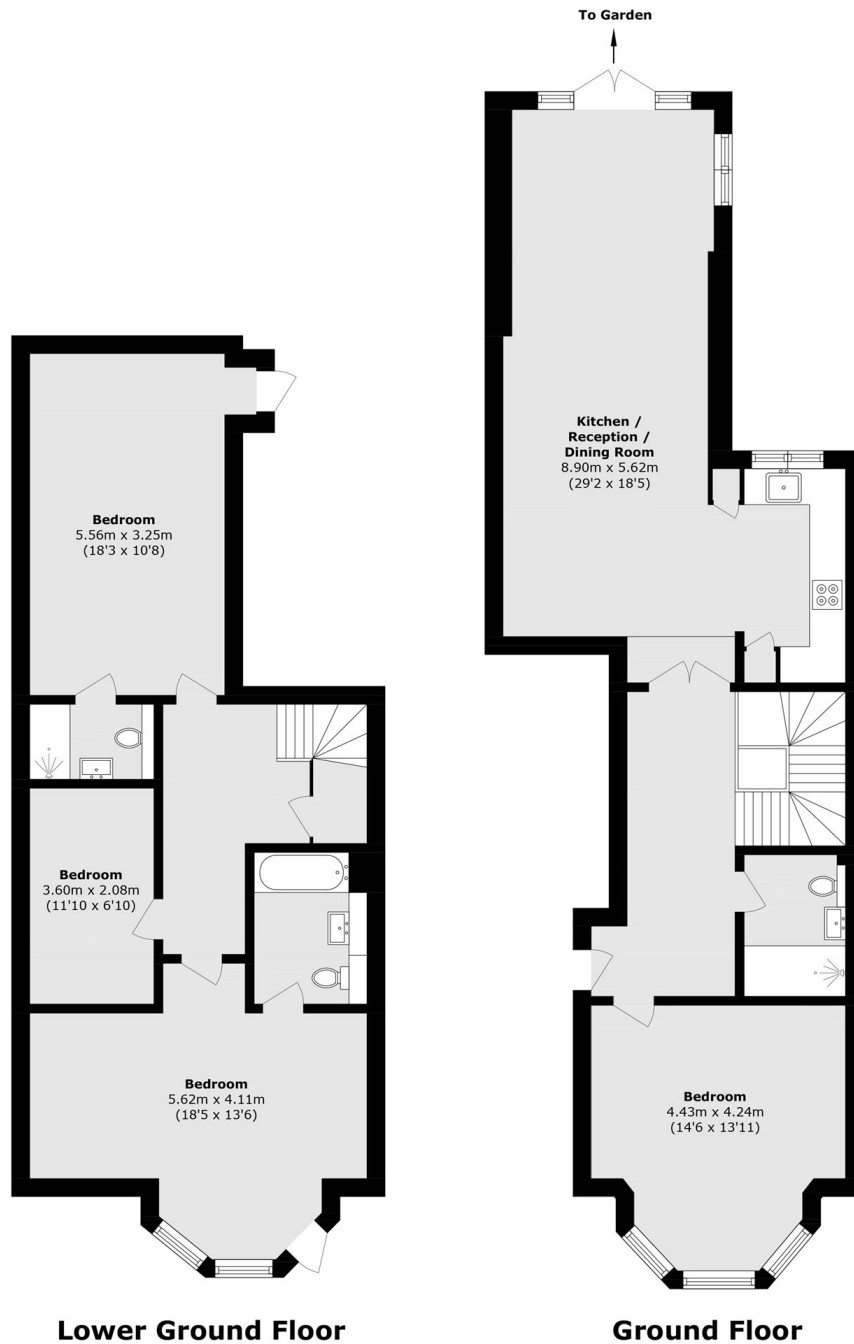 To Garden
Kitchen /
Reception /
Dining Room
8.90m x 5.62m
(29'2 x 18'5)
Bedroom
5.56m x 3.25m
(18'3 x 10'8)
Bedroom
3.60m x 2.08m
(11'10 x 6'10)
Bedroom
5.62m x 4.11m
(18'5 x 13'6)
Bedroom
4.43m x 4.24m
(14'6 x 13'11)
Lower Ground Floor
Ground Floor